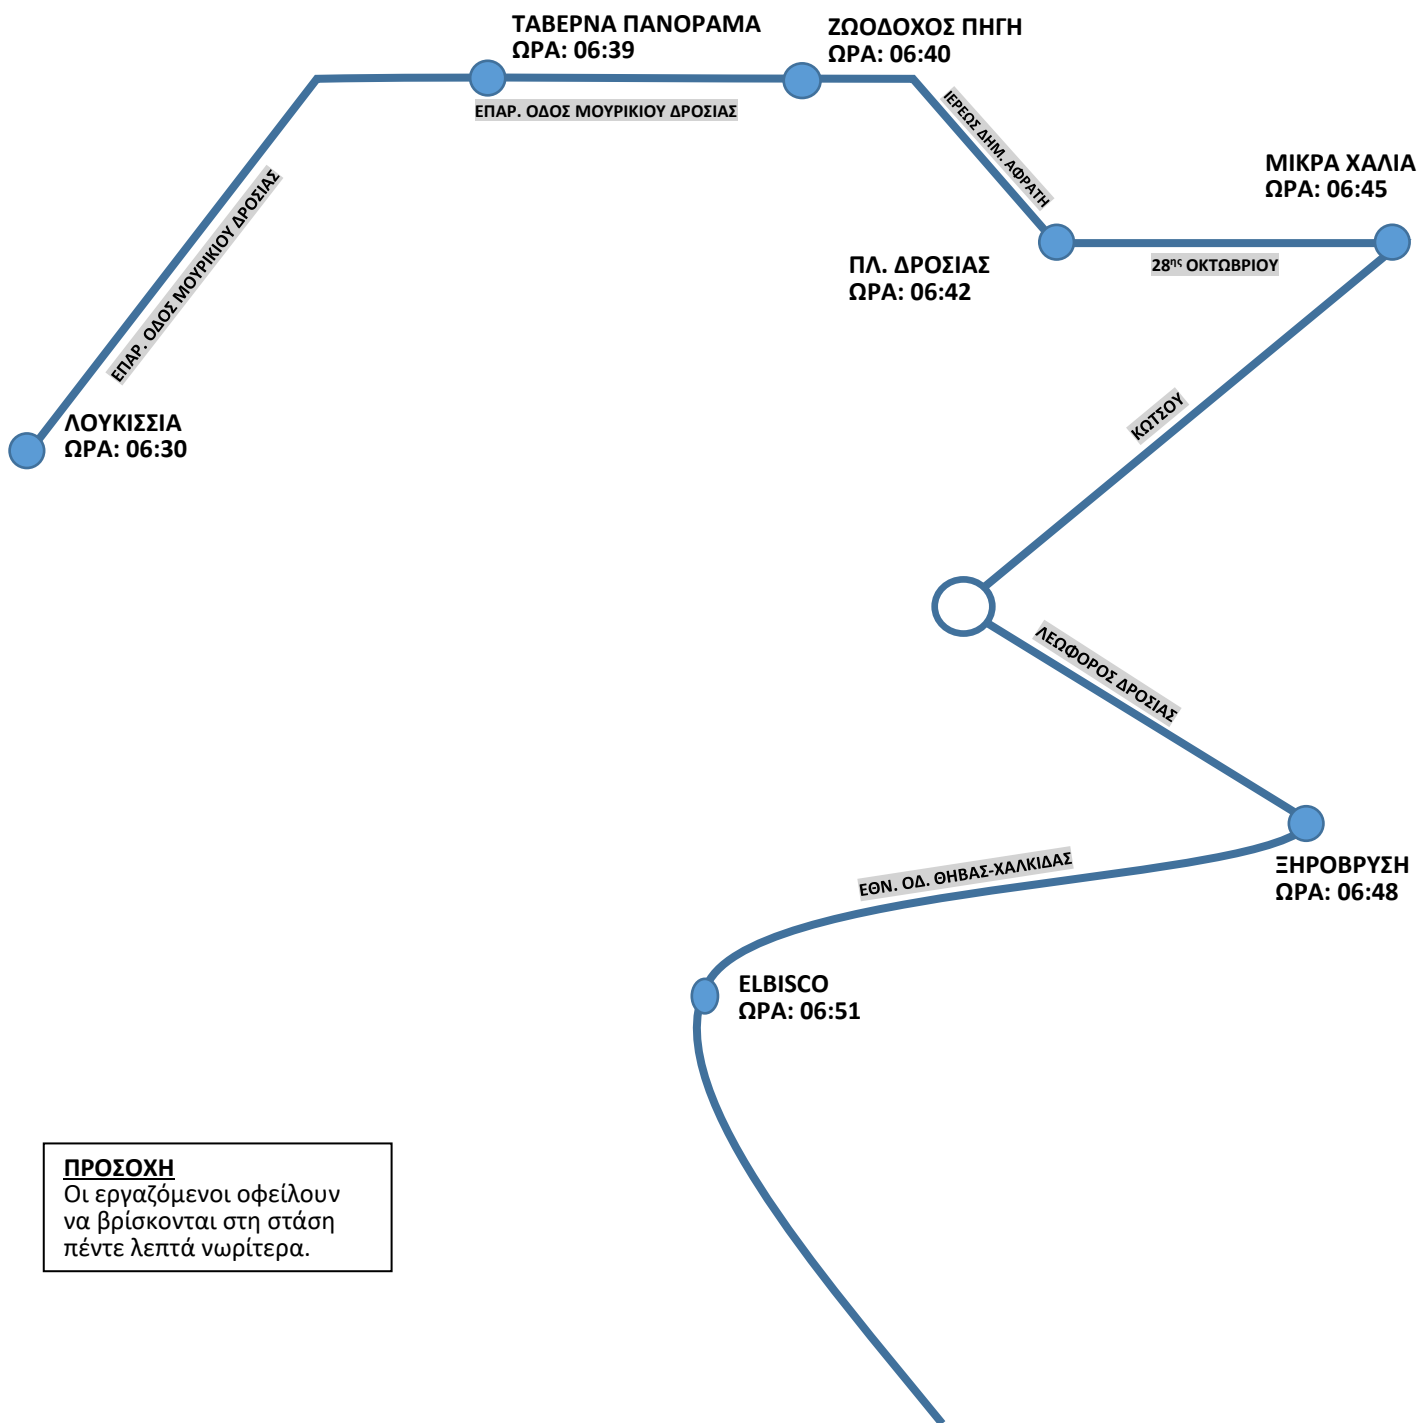 ΤΑΒΕΡΝΑ ΠΑΝΟΡΑΜΑ
ΩΡΑ: 06:39
ΖΩΟΔΟΧΟΣ ΠΗΓΗ
ΩΡΑ: 06:40
ΕΠΑΡ. ΟΔΟΣ ΜΟΥΡΙΚΙΟΥ ΔΡΟΣΙΑΣ
ΙΕΡΕΩΣ ΔΗΜ. ΑΦΡΑΤΗ
ΜΙΚΡΑ ΧΑΛΙΑ
ΩΡΑ: 06:45
ΕΠΑΡ. ΟΔΟΣ ΜΟΥΡΙΚΙΟΥ ΔΡΟΣΙΑΣ
ΠΛ. ΔΡΟΣΙΑΣ
ΩΡΑ: 06:42
28ης ΟΚΤΩΒΡΙΟΥ
ΛΟΥΚΙΣΣΙΑ
ΩΡΑ: 06:30
ΚΩΤΣΟΥ
ΛΕΩΦΟΡΟΣ ΔΡΟΣΙΑΣ
ΕΘΝ. ΟΔ. ΘΗΒΑΣ-ΧΑΛΚΙΔΑΣ
ΞΗΡΟΒΡΥΣΗ
ΩΡΑ: 06:48
ELBISCO
ΩΡΑ: 06:51
ΠΡΟΣΟΧΗ
Οι εργαζόμενοι οφείλουν
να βρίσκονται στη στάση
πέντε λεπτά νωρίτερα.